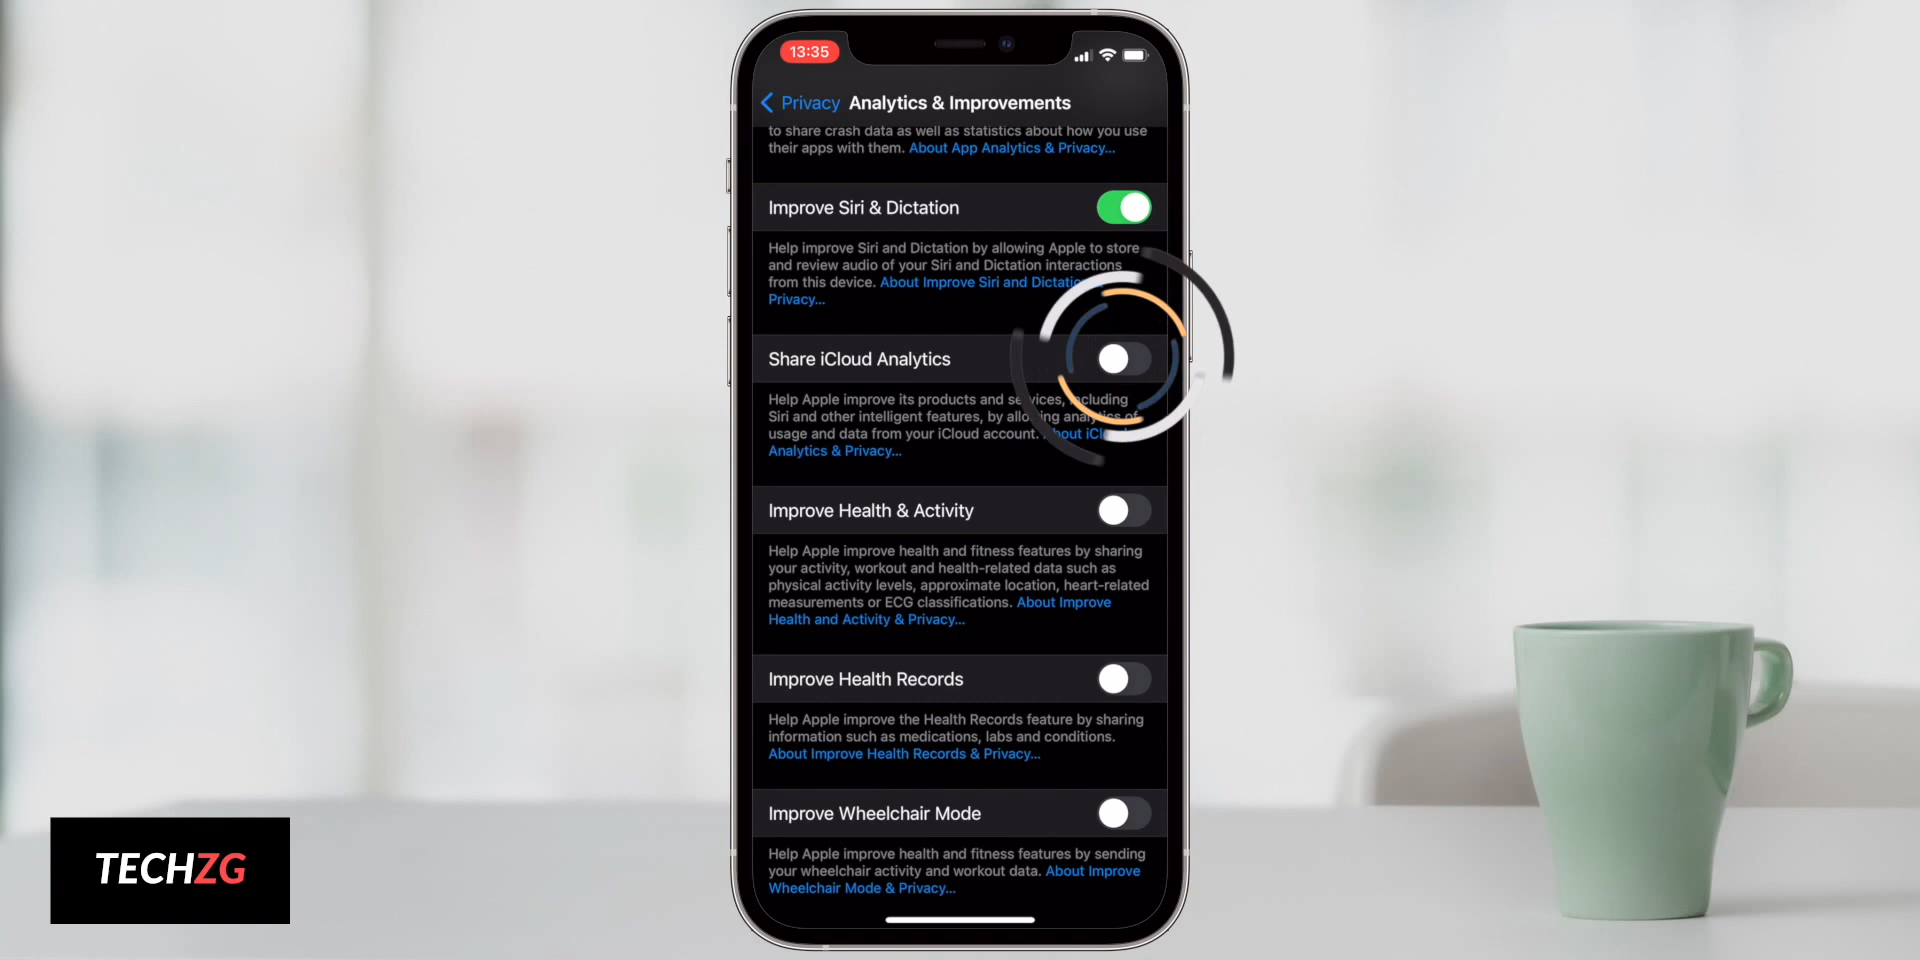 13:35
Privacy Analytics & Improvements
to share crash data as well as statistics about how you use
their apps with them. About App Analytics & Privacy...
Improve Siri & Dictation
Help improve Siri and Dictation by allowing Apple to store
and review audio of your Siri and Dictation interactions
from this device. About Improve Siri and
Privacy...
Share iCloud Analytics
Help Apple improve its products and services, including
Siri and other intelligent features, by allowing analytics of
usage and data from your iCloud account. About
Analytics & Privacy...
Improve Health & Activity
Help Apple improve health and fitness features by sharing
your activity, workout and health-related data such as
physical activity levels, approximate location, heart-related
measurements or ECG classifications. About Improve
Health and Activity & Privacy...
Improve Health Records
Help Apple improve the Health Records feature by sharing
information such as medications, labs and conditions.
About Improve Health Records & Privacy...
Improve Wheelchair Mode
Help Apple improve health and fitness features by sending
your wheelchair activity and workout data. About Improve
Wheelchair Mode & Privacy...
TECHZG